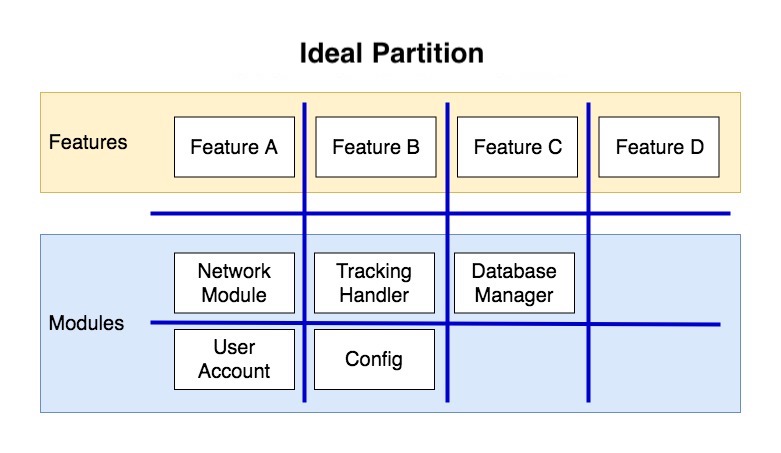 Ideal Partition
Features
Feature A
Feature B
Feature C
Feature D
Modules
Network
Module
Tracking
Handler
Database
Manager
User
Account
Config